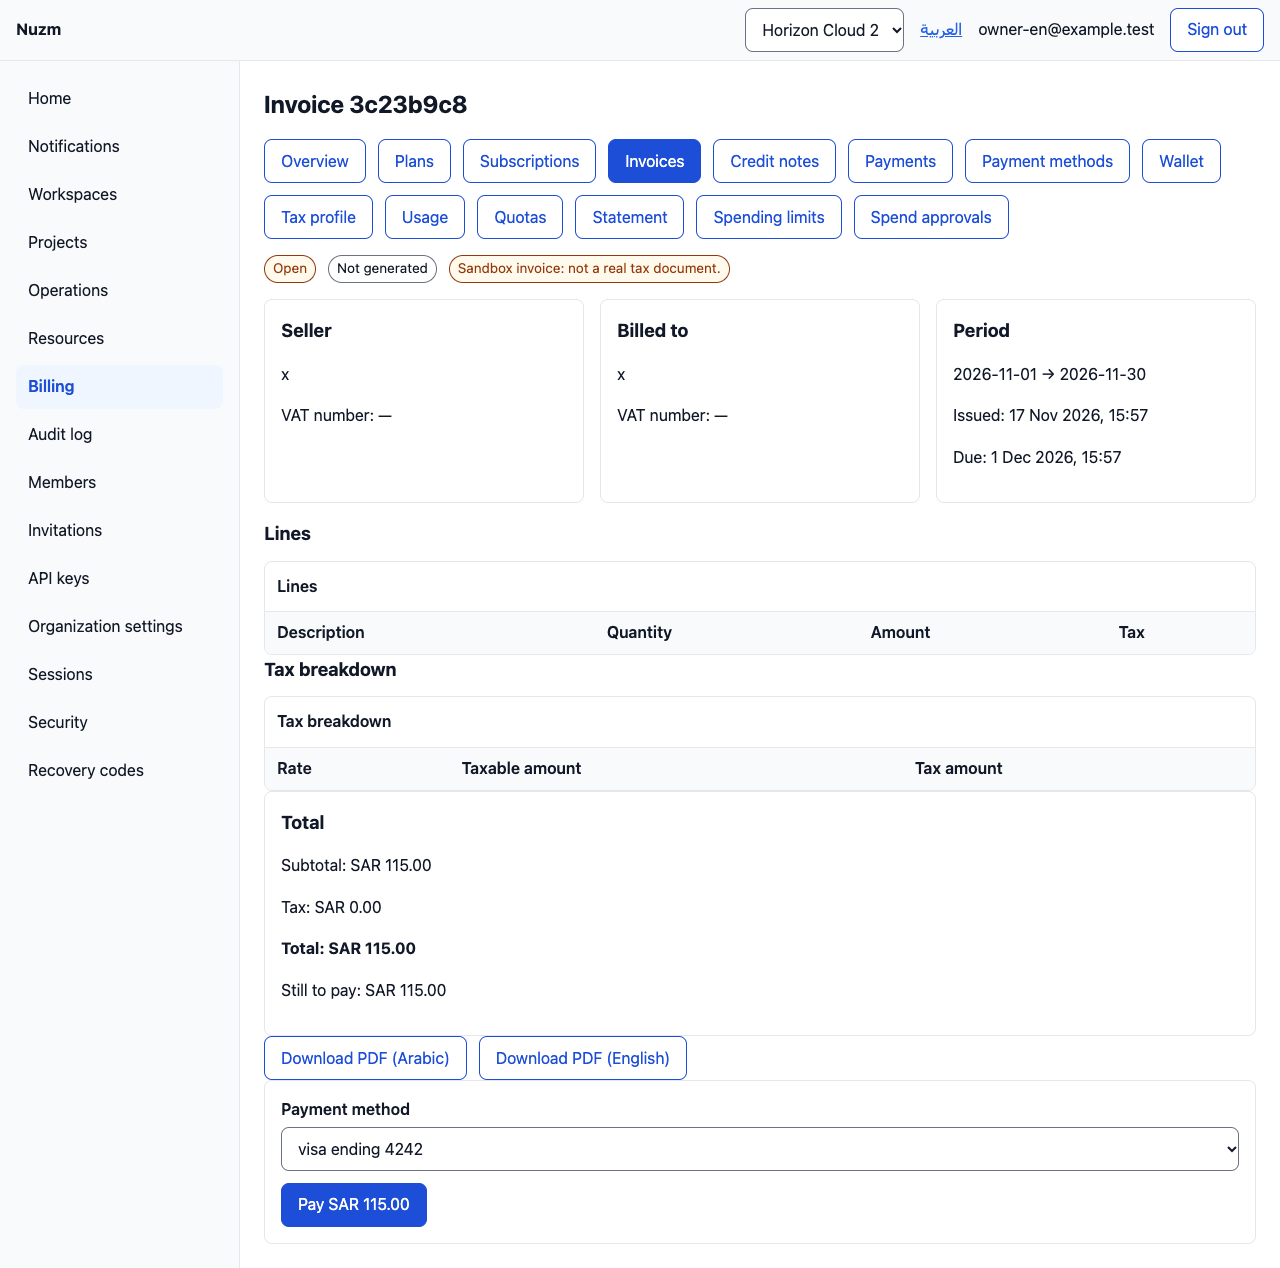 Nuzm
Horizon Cloud 2
العربية
owner-en@example.test
Sign out
Home
Notifications
Workspaces
Projects
Operations
Resources
Billing
Audit log
Members
Invitations
API keys
Organization settings
Sessions
Security
Recovery codes
Invoice 3c23b9c8
Overview Plans Subscriptions Invoices Credit notes Payments Payment methods Wallet
Tax profile Usage Quotas Statement Spending limits Spend approvals
Open Not generated Sandbox invoice: not a real tax document.
Seller
x
VAT number: —
Billed to
x
VAT number: —
Period
2026-11-01 → 2026-11-30
Issued: 17 Nov 2026, 15:57
Due: 1 Dec 2026, 15:57
Lines
Lines
Description Quantity Amount Tax
Tax breakdown
Tax breakdown
Rate Taxable amount Tax amount
Total
Subtotal: SAR 115.00
Tax: SAR 0.00
Total: SAR 115.00
Still to pay: SAR 115.00
Download PDF (Arabic) Download PDF (English)
Payment method
visa ending 4242
Pay SAR 115.00